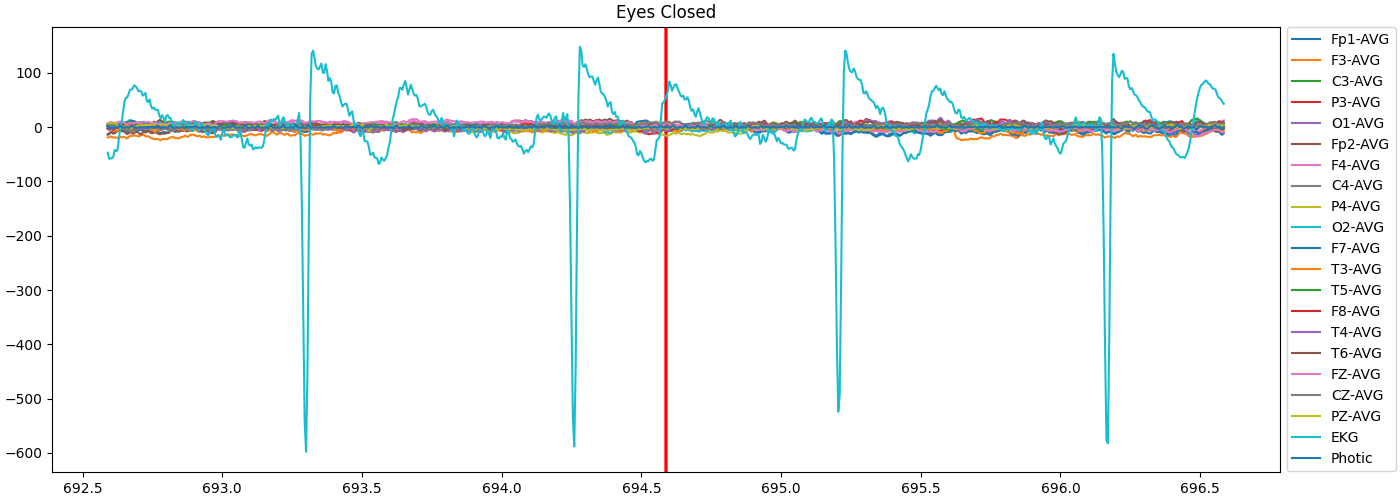 Eyes Closed
100
0
−100
−200
−300
−400
−500
−600
692.5 693.0 693.5 694.0 694.5 695.0 695.5 696.0 696.5
Fp1-AVG
F3-AVG
C3-AVG
P3-AVG
O1-AVG
Fp2-AVG
F4-AVG
C4-AVG
P4-AVG
O2-AVG
F7-AVG
T3-AVG
T5-AVG
F8-AVG
T4-AVG
T6-AVG
FZ-AVG
CZ-AVG
PZ-AVG
EKG
Photic